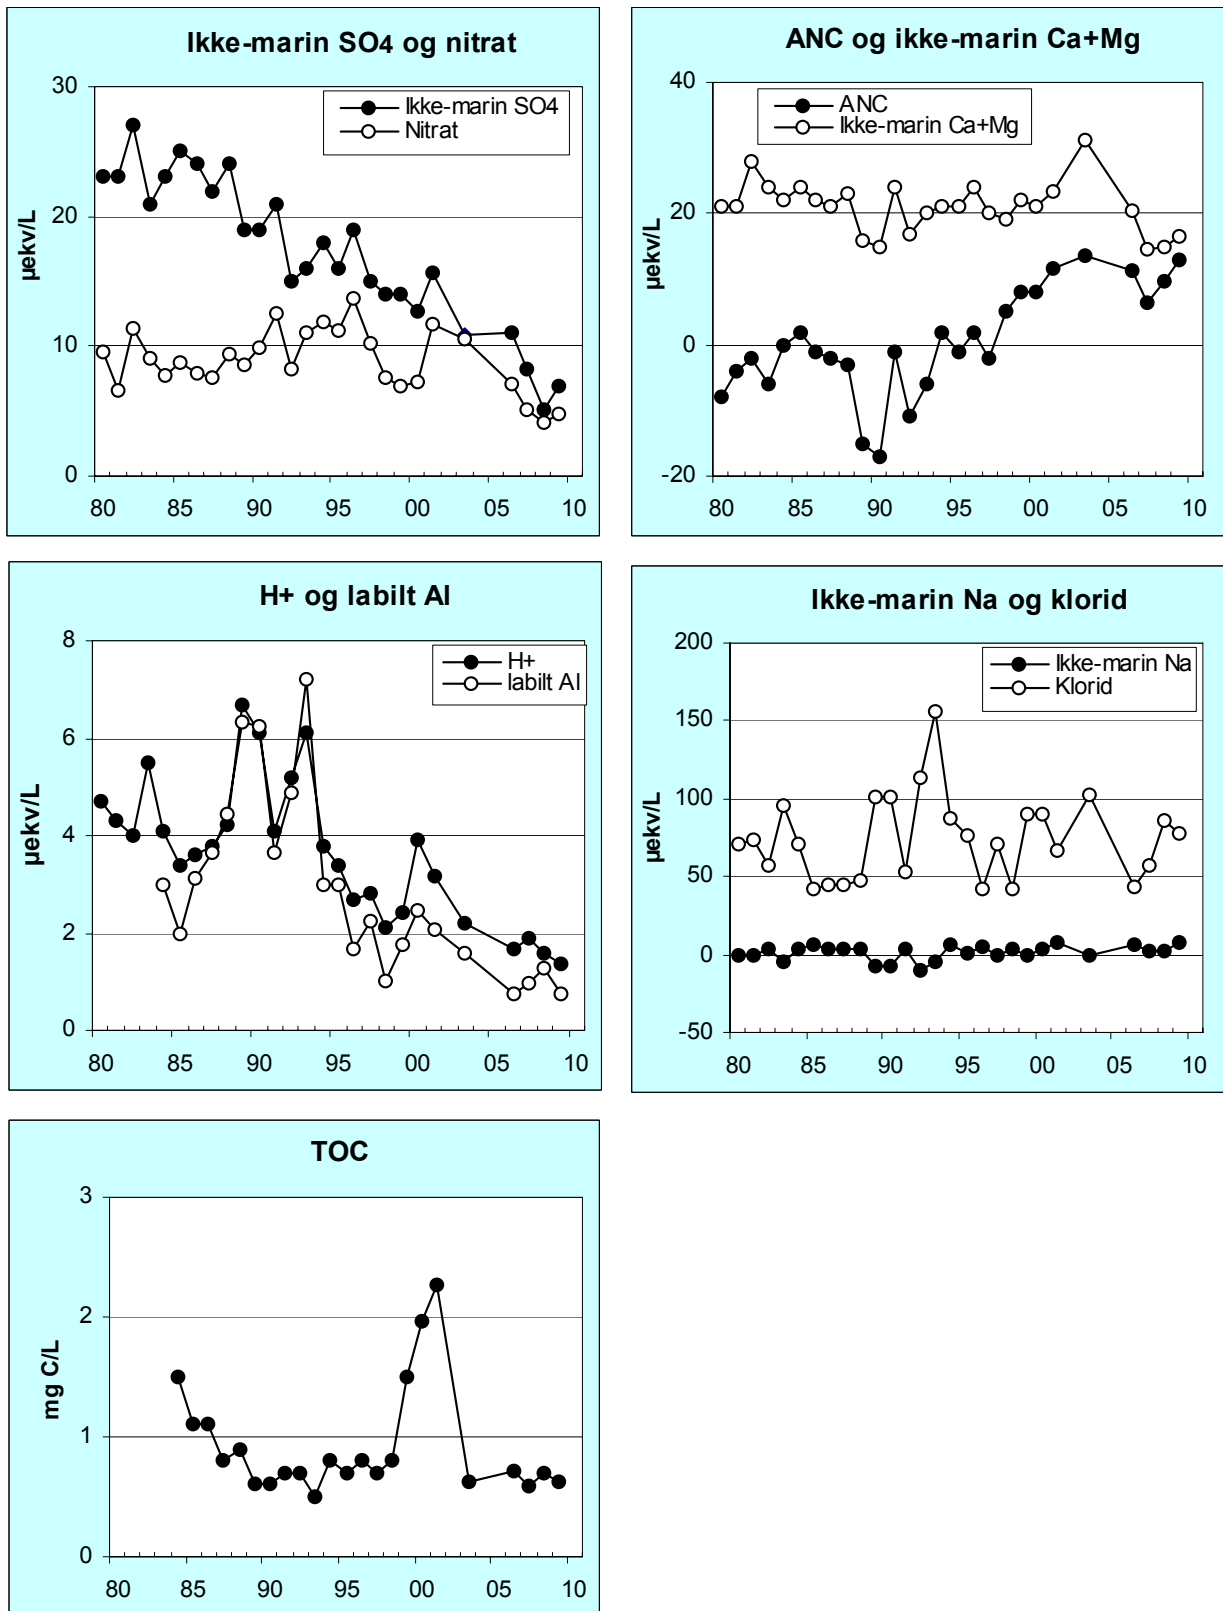 Ikke-marin SO4 og nitrat
30
20
10
0
µekv/L
Ikke-marin SO4
Nitrat
80 85 90 95 00 05 10
ANC og ikke-marin Ca+Mg
40
20
0
-20
µekv/L
ANC
Ikke-marin Ca+Mg
80 85 90 95 00 05 10
H+ og labilt Al
8
6
4
2
0
µekv/L
H+
labilt Al
80 85 90 95 00 05 10
Ikke-marin Na og klorid
200
150
100
50
0
-50
µekv/L
Ikke-marin Na
Klorid
80 85 90 95 00 05 10
TOC
3
2
1
0
mg C/L
80 85 90 95 00 05 10